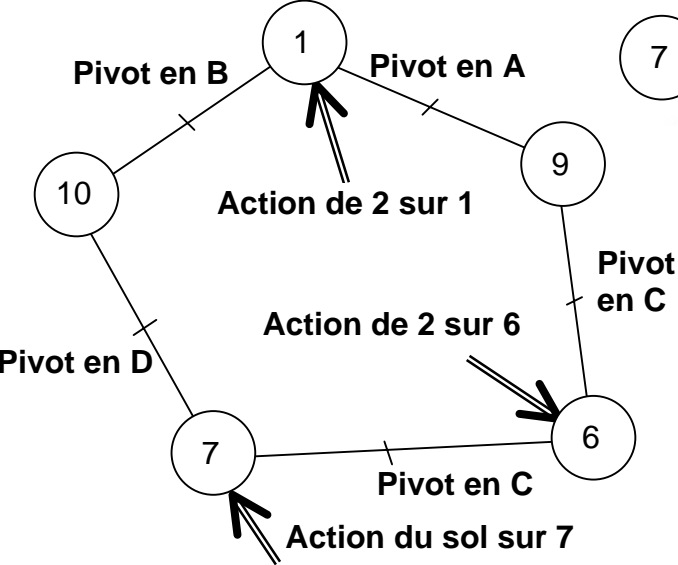 1
7
Pivot en B
Pivot en A
9
10
Action de 2 sur 1
Pivot
en C
Action de 2 sur 6
Pivot en D
6
7
Pivot en C
Action du sol sur 7